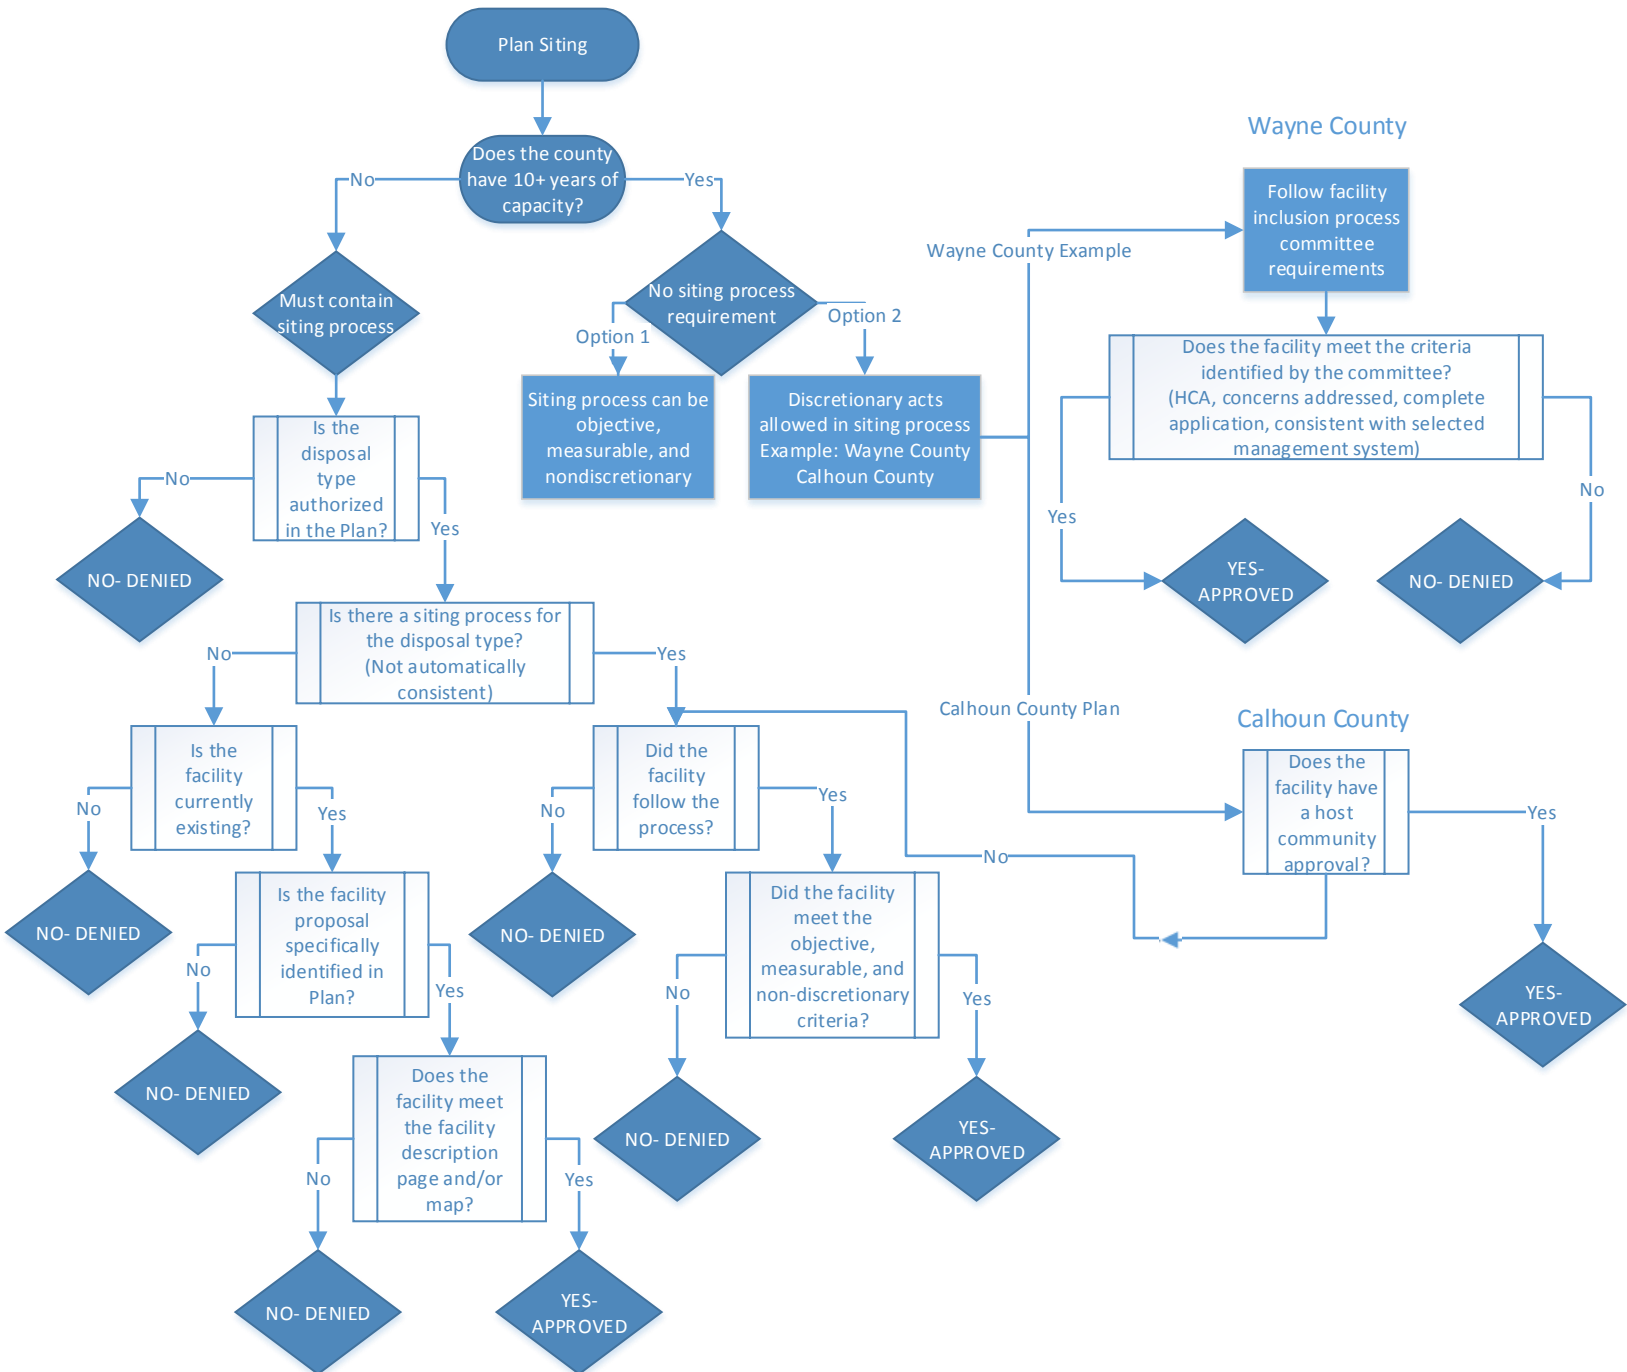 Plan Siting
Does the county
have 10+ years of
capacity?
No
Yes
Must contain
siting process
No siting process
requirement
Option 1
Option 2
Siting process can be
objective,
measurable, and
nondiscretionary
Discretionary acts
allowed in siting process
Example: Wayne County
Calhoun County
Is the
disposal
type
authorized
in the Plan?
No
Yes
NO- DENIED
Is there a siting process for
the disposal type?
(Not automatically
consistent)
No
Yes
Is the
facility
currently
existing?
No
Yes
NO- DENIED
Is the facility
proposal
specifically
identified in
Plan?
No
Yes
NO- DENIED
Does the
facility meet
the facility
description
page and/or
map?
No
Yes
NO- DENIED
YES-
APPROVED
Did the
facility
follow the
process?
No
Yes
NO- DENIED
Did the facility
meet the
objective,
measurable, and
non-discretionary
criteria?
No
Yes
NO- DENIED
YES-
APPROVED
Wayne County Example
Wayne County
Follow facility
inclusion process
committee
requirements
Does the facility meet the criteria
identified by the committee?
(HCA, concerns addressed, complete
application, consistent with selected
management system)
Yes
No
YES-
APPROVED
NO- DENIED
Calhoun County Plan
Calhoun County
Does the
facility have
a host
community
approval?
No
Yes
YES-
APPROVED